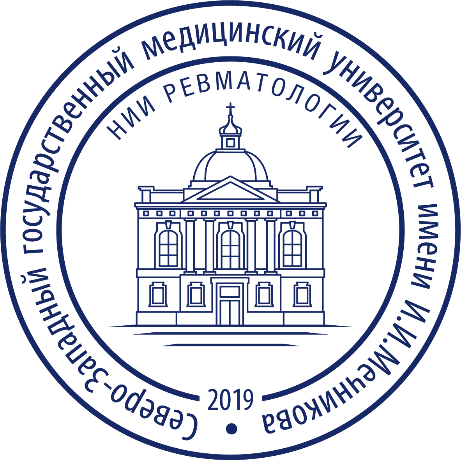 Северо-Западный государственный медицинский университет имени И.И.Мечникова
НИИ РЕВМАТОЛОГИИ
2019